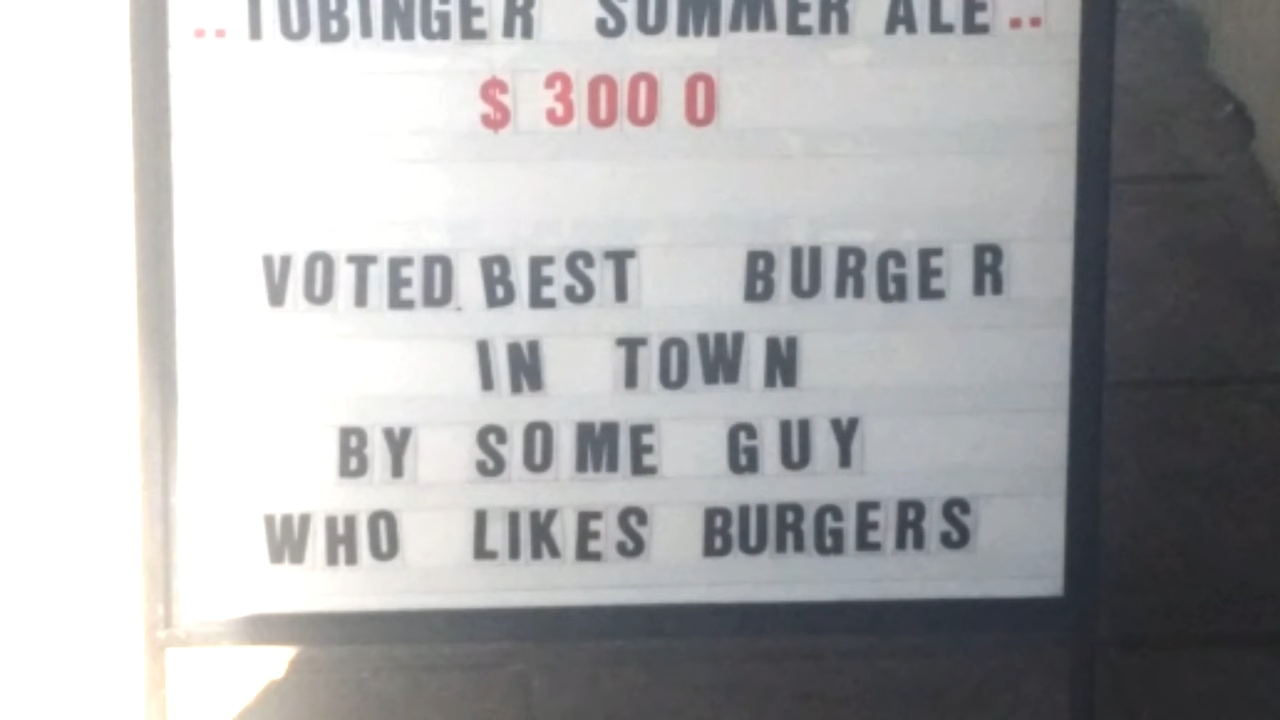 ..TUBINGER SUMMER ALE..
$ 300 0
VOTED BEST BURGER
IN TOWN
BY SOME GUY
WHO LIKES BURGERS